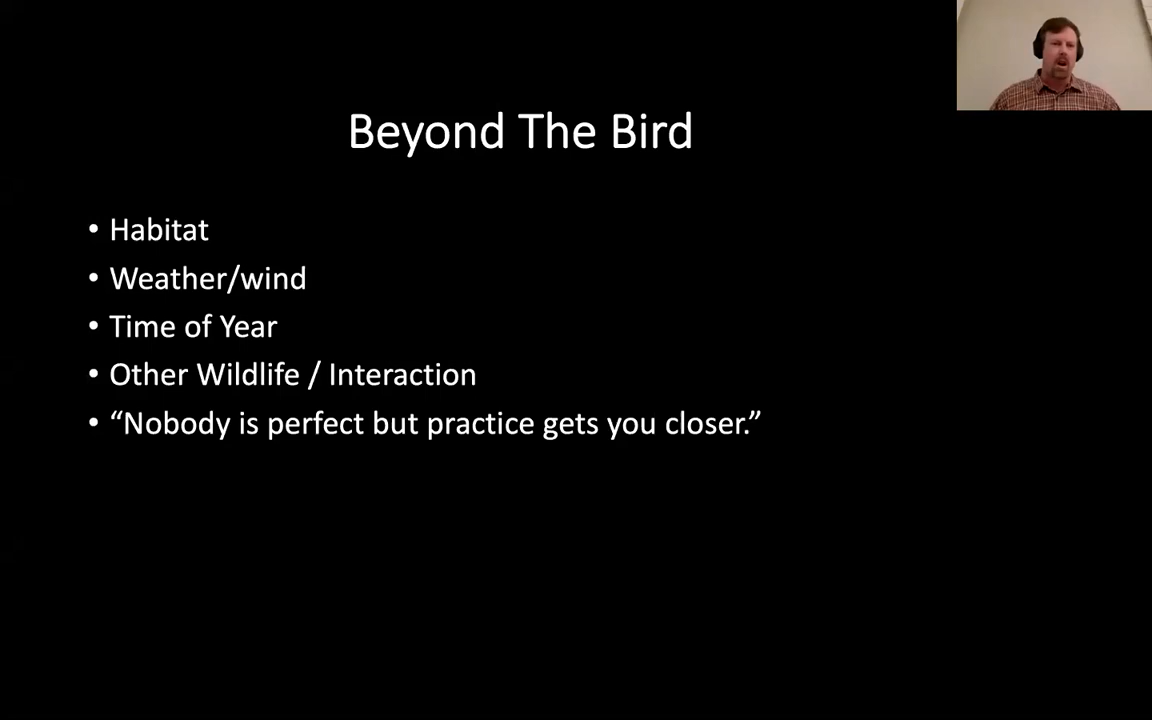 Beyond The Bird
• Habitat
• Weather/wind
• Time of Year
• Other Wildlife / Interaction
• “Nobody is perfect but practice gets you closer.”